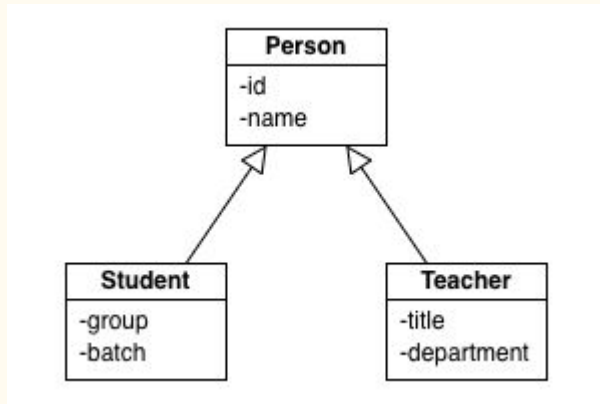 Person
-id
-name
Student
-group
-batch
Teacher
-title
-department